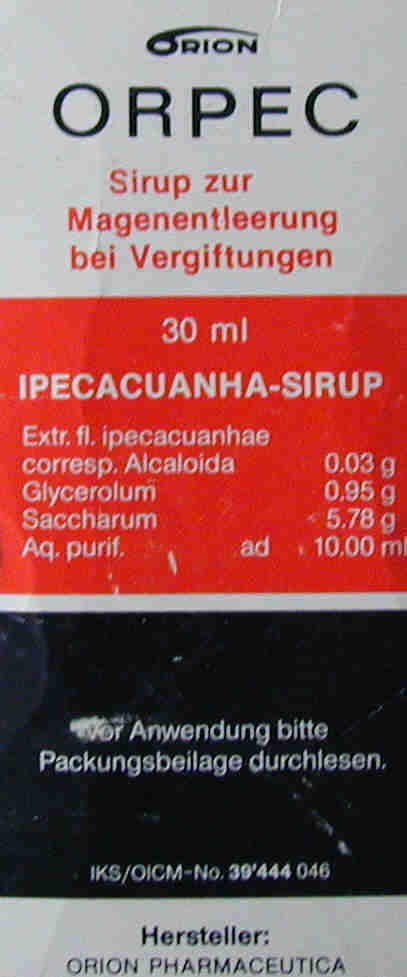 ORION
ORPEC
Sirup zur
Magenentleerung
bei Vergiftungen
30 ml
IPECACUANHA-SIRUP
Extr. fl. ipecacuanhae
corresp. Alcaloida 0.03 g
Glycerolum 0.95 g
Saccharum 5.78 g
Aq. purif. ad 10.00 ml
Vor Anwendung bitte
Packungsbeilage durchlesen.
IKS/OICM-No. 39'444 046
Hersteller:
ORION PHARMACEUTICA